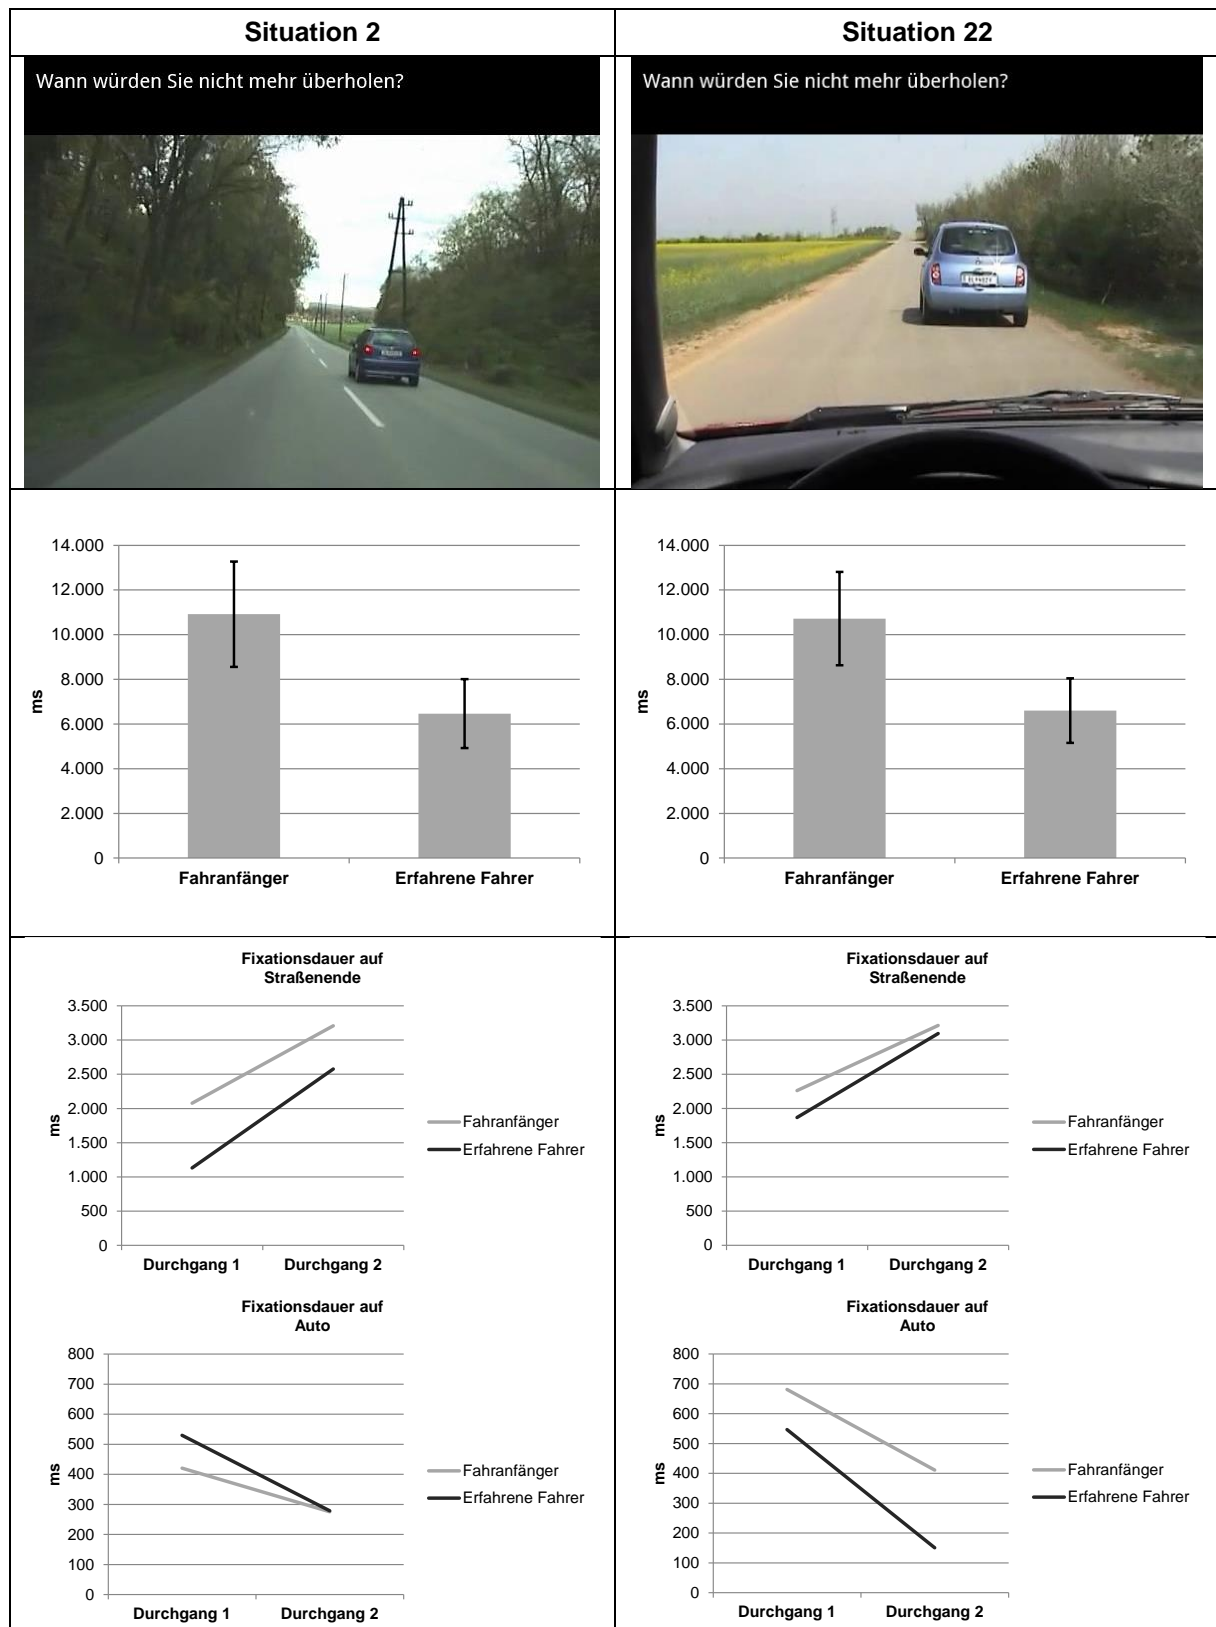 Situation 2
Situation 22
Wann würden Sie nicht mehr überholen?
Wann würden Sie nicht mehr überholen?
14.000
12.000
10.000
8.000
6.000
4.000
2.000
0
ms
Fahranfänger
Erfahrene Fahrer
14.000
12.000
10.000
8.000
6.000
4.000
2.000
0
ms
Fahranfänger
Erfahrene Fahrer
Fixationsdauer auf
Straßenende
3.500
3.000
2.500
2.000
1.500
1.000
500
0
ms
Durchgang 1
Durchgang 2
Fahranfänger
Erfahrene Fahrer
Fixationsdauer auf
Straßenende
3.500
3.000
2.500
2.000
1.500
1.000
500
0
ms
Durchgang 1
Durchgang 2
Fahranfänger
Erfahrene Fahrer
Fixationsdauer auf
Auto
800
700
600
500
400
300
200
100
0
ms
Durchgang 1
Durchgang 2
Fahranfänger
Erfahrene Fahrer
Fixationsdauer auf
Auto
800
700
600
500
400
300
200
100
0
ms
Durchgang 1
Durchgang 2
Fahranfänger
Erfahrene Fahrer